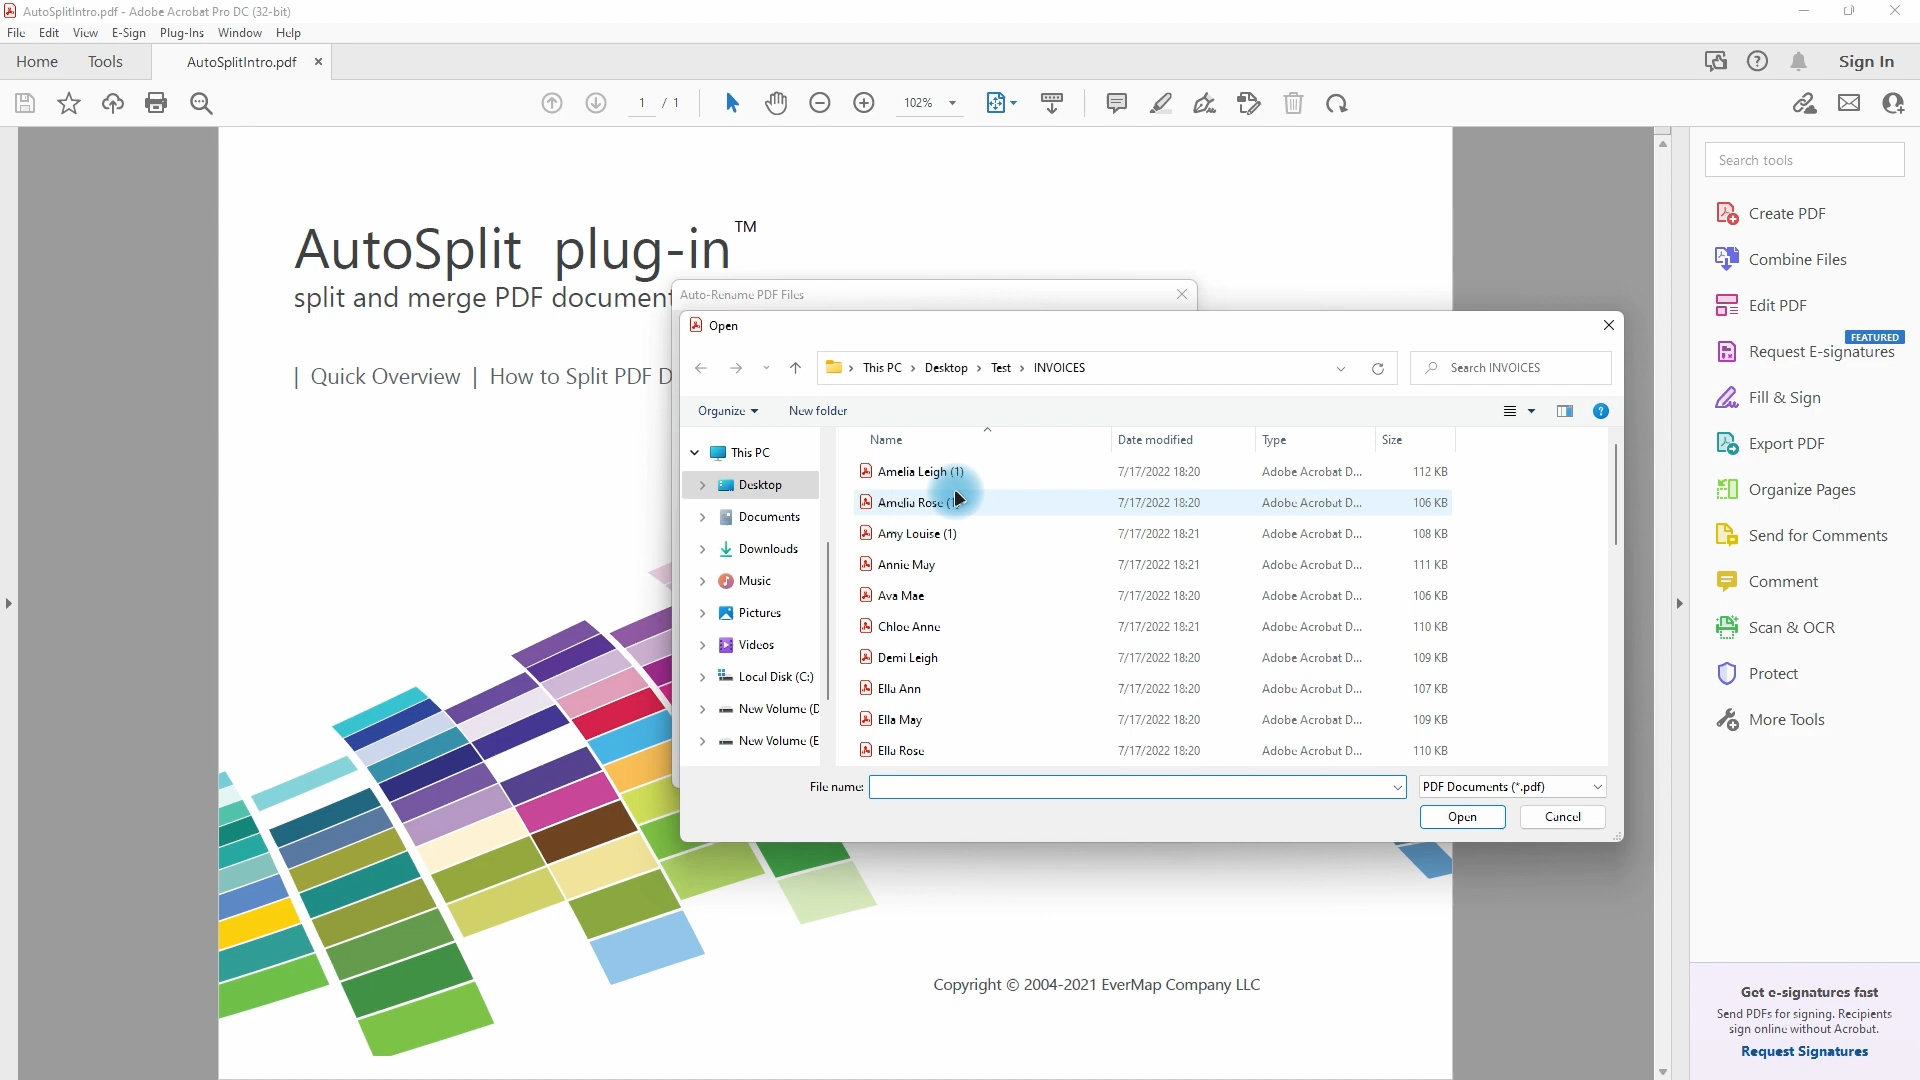 AutoSplitIntro.pdf - Adobe Acrobat Pro DC (32-bit)
File Edit View E-Sign Plug-Ins Window Help
Home Tools AutoSplitIntro.pdf Sign In
1 / 1 102%
AutoSplit plug-in™
split and merge PDF document
| Quick Overview | How to Split PDF D
Copyright © 2004-2021 EverMap Company LLC
Auto-Rename PDF Files
Open
This PC > Desktop > Test > INVOICES
Search INVOICES
Organize New folder
Name Date modified Type Size
This PC
Desktop
Documents
Downloads
Music
Pictures
Videos
Local Disk (C:)
New Volume (D
New Volume (E
Amelia Leigh (1) 7/17/2022 18:20 Adobe Acrobat D... 112 KB
Amelia Rose ( 7/17/2022 18:20 Adobe Acrobat D... 106 KB
Amy Louise (1) 7/17/2022 18:21 Adobe Acrobat D... 108 KB
Annie May 7/17/2022 18:21 Adobe Acrobat D... 111 KB
Ava Mae 7/17/2022 18:20 Adobe Acrobat D... 106 KB
Chloe Anne 7/17/2022 18:21 Adobe Acrobat D... 110 KB
Demi Leigh 7/17/2022 18:20 Adobe Acrobat D... 109 KB
Ella Ann 7/17/2022 18:20 Adobe Acrobat D... 107 KB
Ella May 7/17/2022 18:20 Adobe Acrobat D... 109 KB
Ella Rose 7/17/2022 18:20 Adobe Acrobat D... 110 KB
File name: PDF Documents (*.pdf)
Open Cancel
Search tools
Create PDF
Combine Files
Edit PDF
FEATURED
Request E-signatures
Fill & Sign
Export PDF
Organize Pages
Send for Comments
Comment
Scan & OCR
Protect
More Tools
Get e-signatures fast
Send PDFs for signing. Recipients
sign online without Acrobat.
Request Signatures